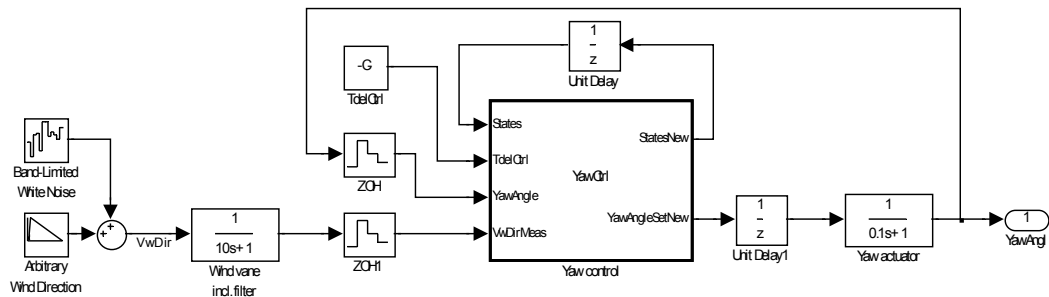 1
z
Unit Delay
-G
TdelCtrl
States
StatesNew
Band-Limited
White Noise
ZOH
TdelCtrl
YawCtrl
YawAngle
YawAngleSetNew
1
z
Unit Delay1
1
0.1s+1
Yaw actuator
1
YawAngl
Arbitrary
Wind Direction
VwDir
1
10s+1
Wind vane
incl. filter
ZOH1
VwDirMeas
Yaw control